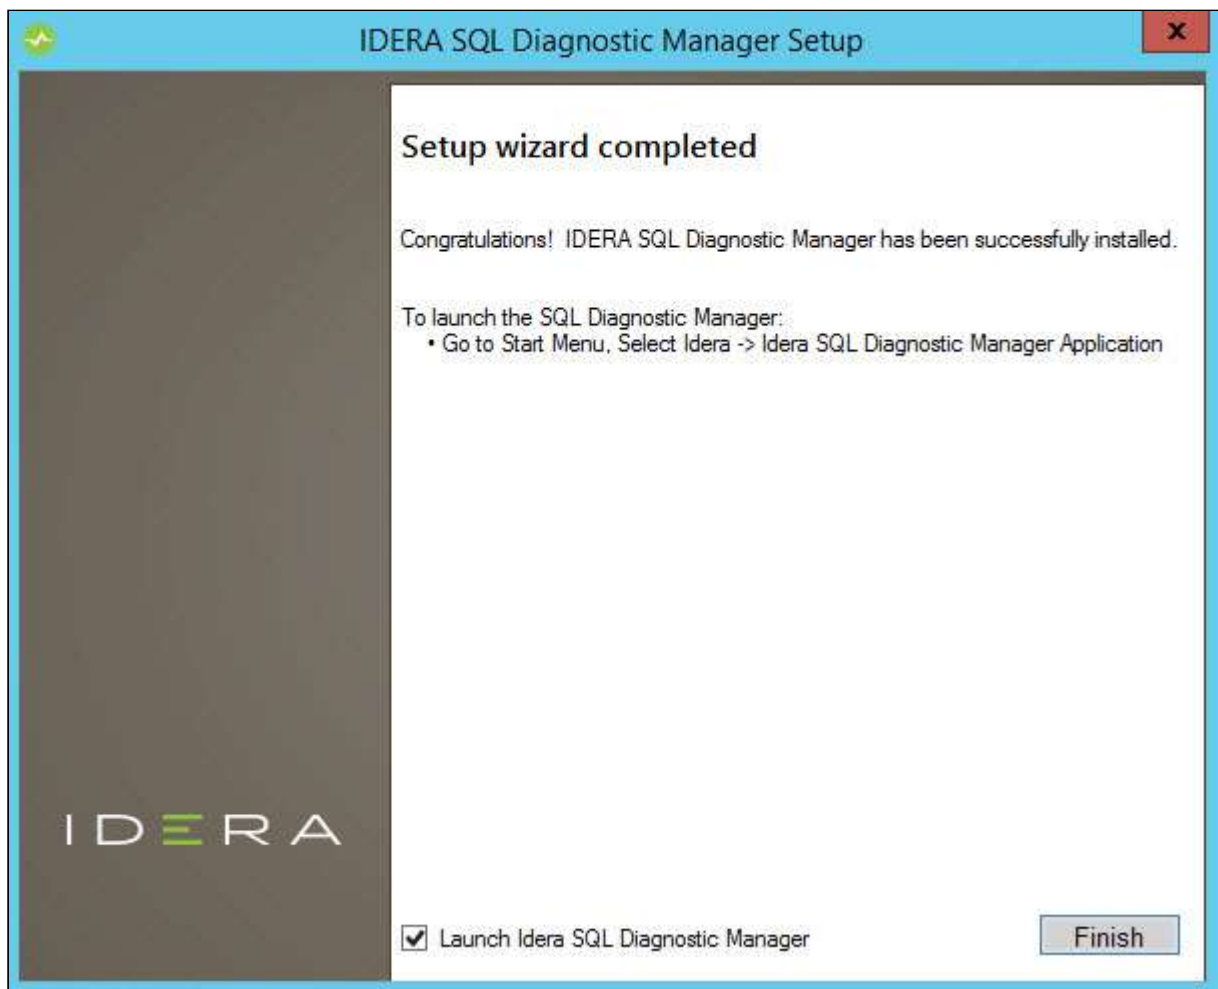 IDERA SQL Diagnostic Manager Setup
x
Setup wizard completed
Congratulations!  IDERA SQL Diagnostic Manager has been successfully installed.
To launch the SQL Diagnostic Manager:
• Go to Start Menu, Select Idera -> Idera SQL Diagnostic Manager Application
IDERA
Launch Idera SQL Diagnostic Manager
Finish